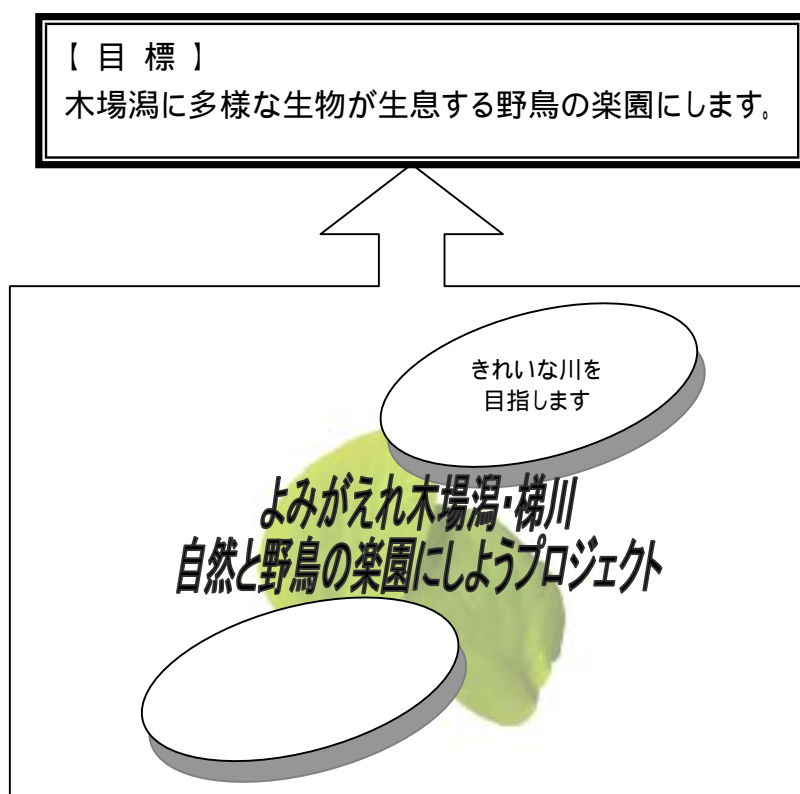 【 目 標 】
木場潟に多様な生物が生息する野鳥の楽園にします。
きれいな川を
目指します
よみがえれ木場潟・梯川
自然と野鳥の楽園にしようプロジェクト